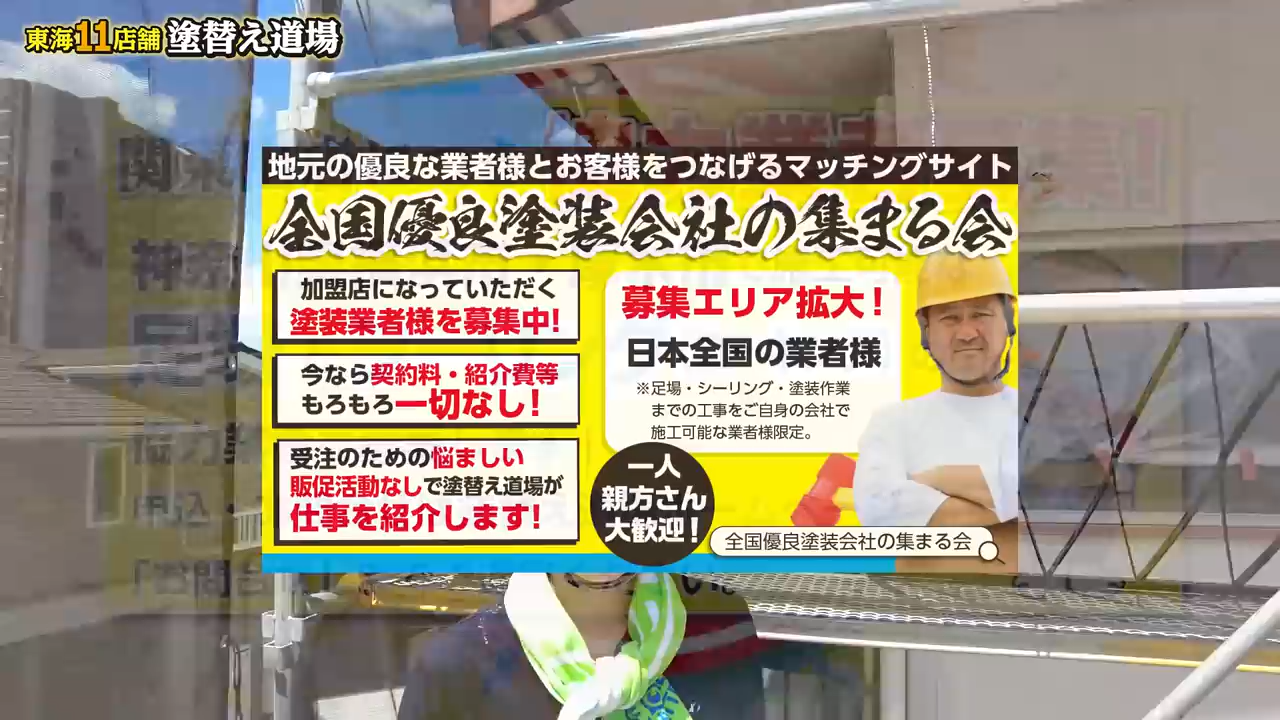 東海11店舗 塗替え道場
地元の優良な業者様とお客様をつなげるマッチングサイト
全国優良塗装会社の集まる会
加盟店になっていただく
塗装業者様を募集中!
今なら契約料・紹介費等
もろもろ一切なし!
受注のための悩ましい
販促活動なしで塗替え道場が
仕事を紹介します!
募集エリア拡大!
日本全国の業者様
※足場・シーリング・塗装作業
までの工事をご自身の会社で
施工可能な業者様限定。
一人
親方さん
大歓迎!
全国優良塗装会社の集まる会